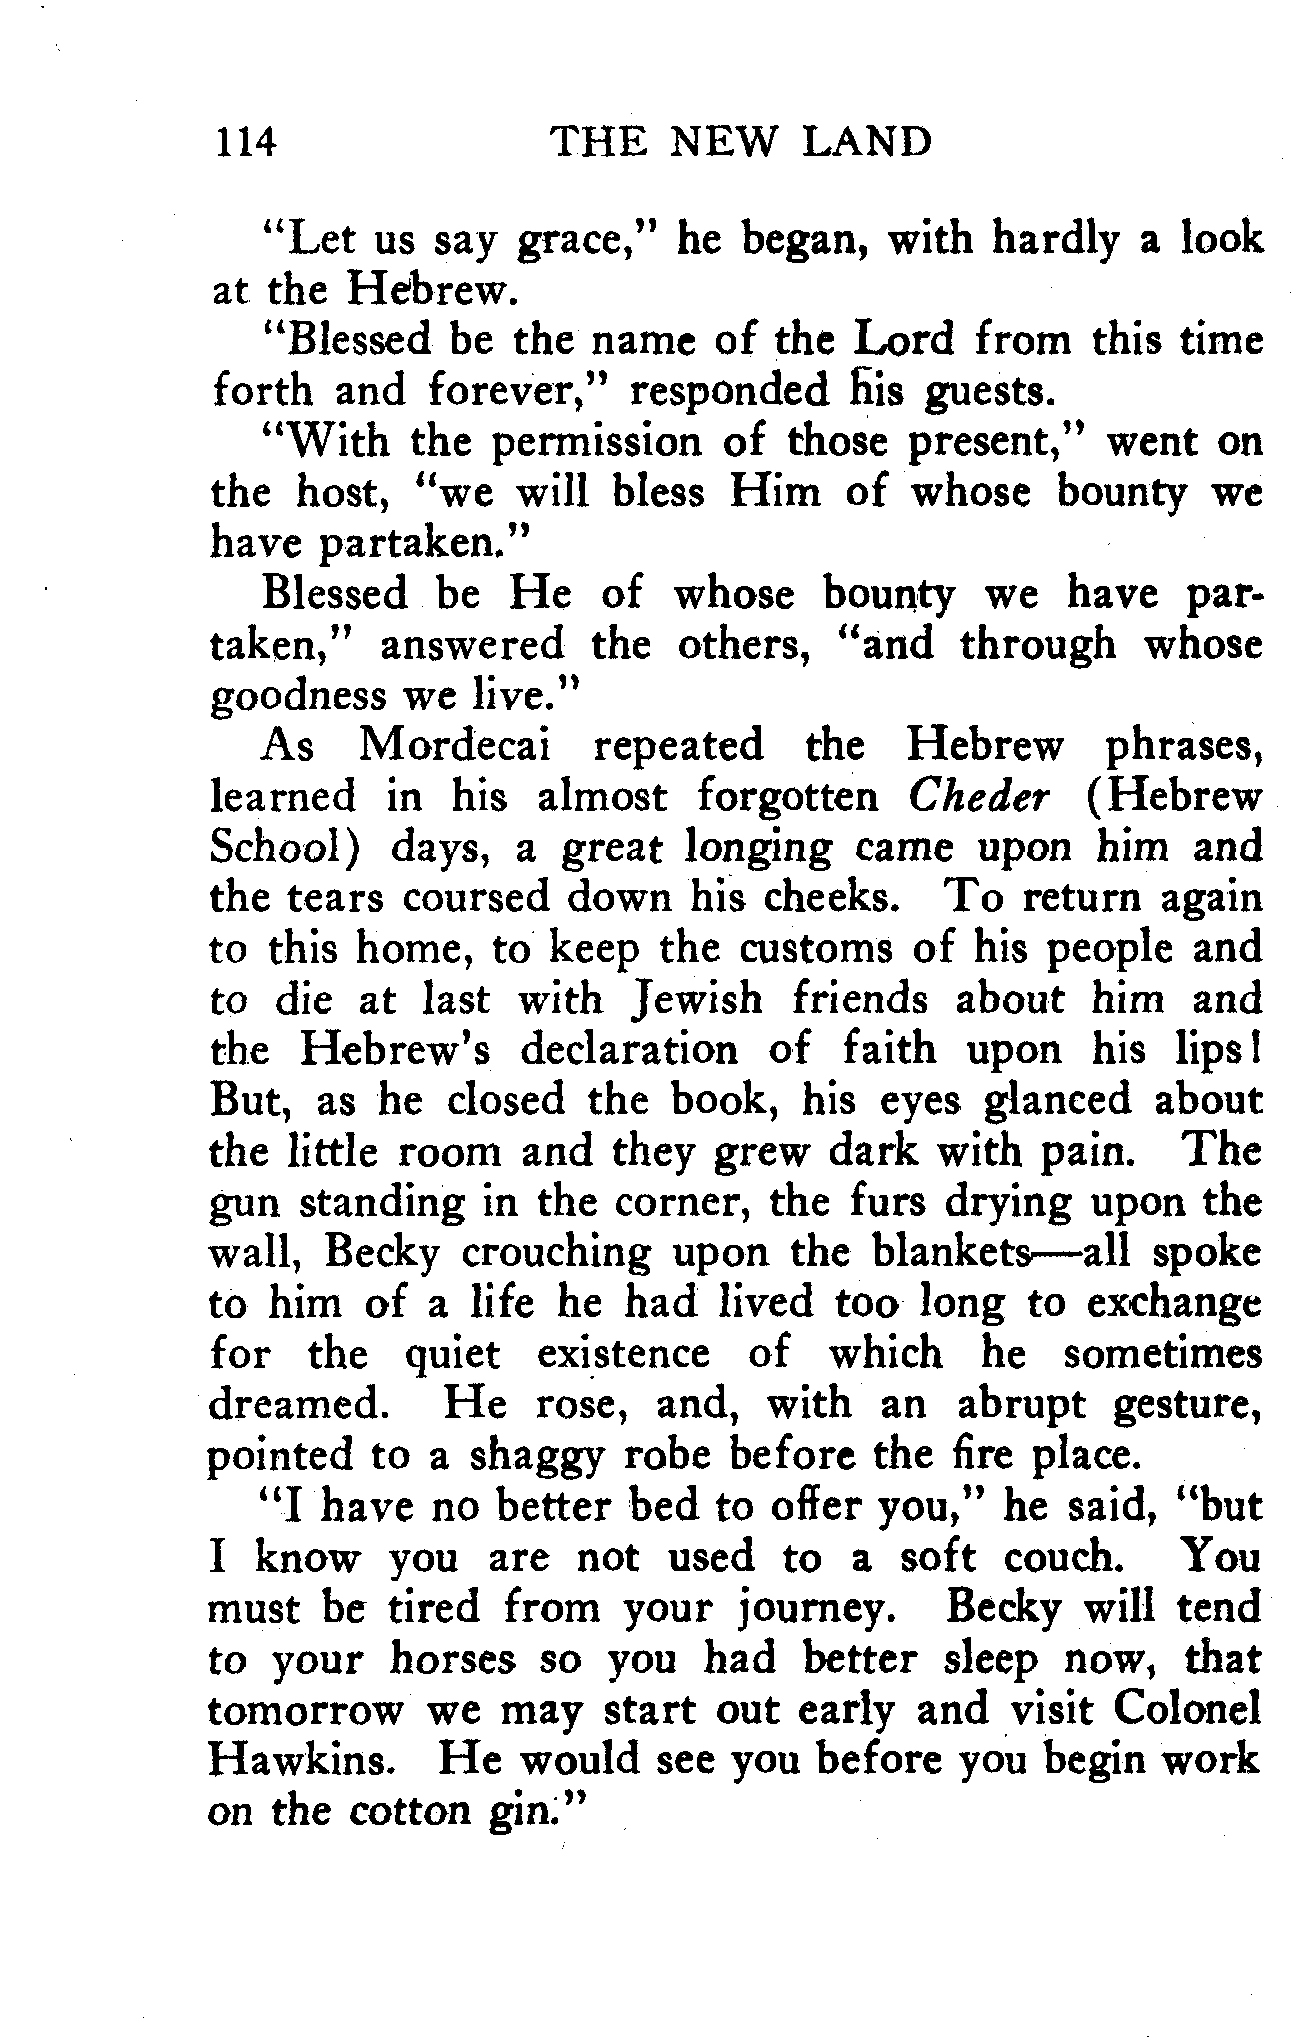 114 THE NEW LAND
“Let us say grace,” he began, with hardly a look
at the Hebrew.
“Blessed be the name of the Lord from this time
forth and forever,” responded his guests.
“With the permission of those present,” went on
the host, “we will bless Him of whose bounty we
have partaken.”
Blessed be He of whose bounty we have par-
taken,” answered the others, “and through whose
goodness we live.”
As Mordecai repeated the Hebrew phrases,
learned in his almost forgotten Cheder (Hebrew
School) days, a great longing came upon him and
the tears coursed down his cheeks. To return again
to this home, to keep the customs of his people and
to die at last with Jewish friends about him and
the Hebrew’s declaration of faith upon his lips!
But, as he closed the book, his eyes glanced about
the little room and they grew dark with pain. The
gun standing in the corner, the furs drying upon the
wall, Becky crouching upon the blankets—all spoke
to him of a life he had lived too long to exchange
for the quiet existence of which he sometimes
dreamed. He rose, and, with an abrupt gesture,
pointed to a shaggy robe before the fire place.
“I have no better bed to offer you,” he said, “but
I know you are not used to a soft couch. You
must be tired from your journey. Becky will tend
to your horses so you had better sleep now, that
tomorrow we may start out early and visit Colonel
Hawkins. He would see you before you begin work
on the cotton gin.”